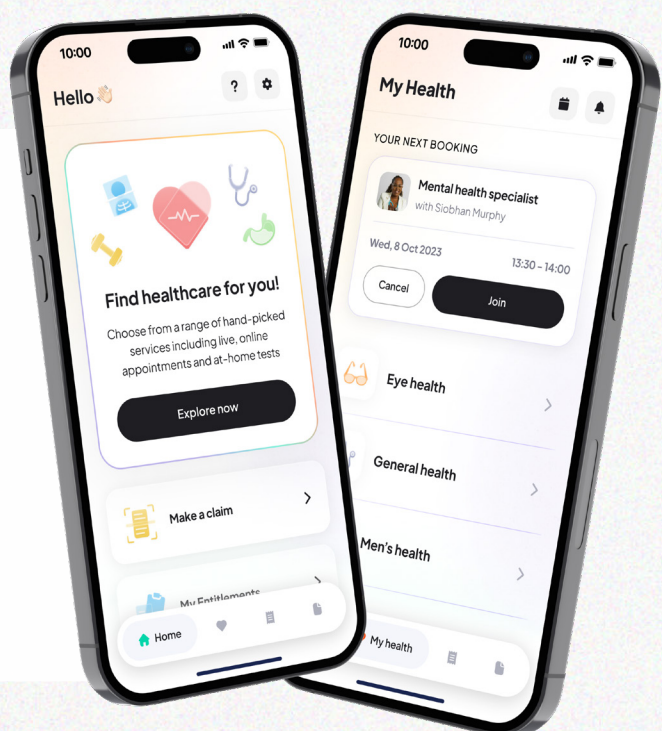 10:00
Hello 👋🏻
?
Find healthcare for you!
Choose from a range of hand-picked
services including live, online
appointments and at-home tests
Explore now
Make a claim
My Entitlements
Home
10:00
My Health
YOUR NEXT BOOKING
Mental health specialist
with Siobhan Murphy
Wed, 8 Oct 2023
13:30 - 14:00
Cancel
Join
Eye health
General health
Men's health
My health